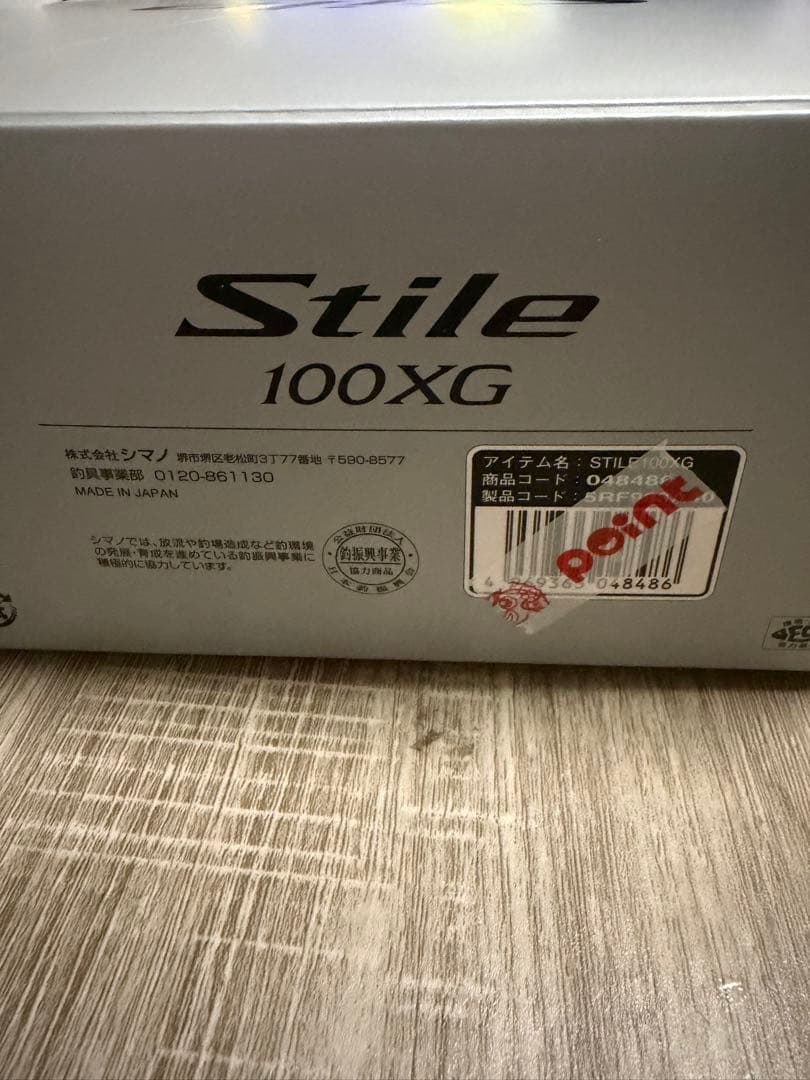 Stile
100XG
株式会社シマノ 堺市堺区老松町3丁77番地 〒590-8577
釣具事業部 0120-861130
MADE IN JAPAN
シマノでは、放流や釣場造成など釣環境
の発展・育成を進めている釣振興事業に
積極的に協力しています。
公益財団法人
釣振興事業
協力商品
日本釣振興会
アイテム名：STILE100XG
商品コード：04848
製品コード：5RF
point
048486